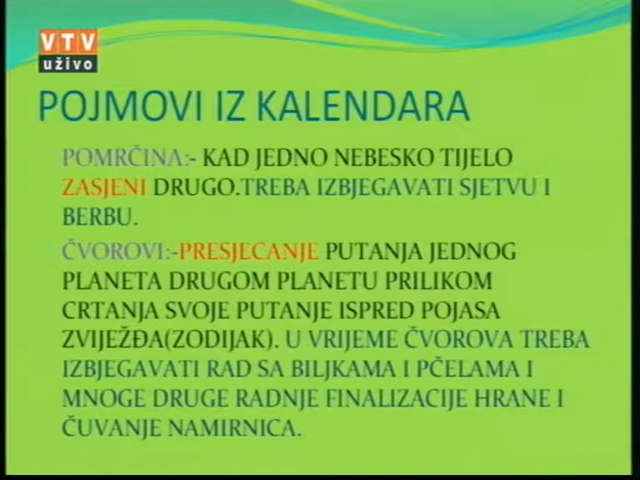 VTV
uživo
POJMOVI IZ KALENDARA
POMRČINA:- KAD JEDNO NEBESKO TIJELO
ZASJENI DRUGO.TREBA IZBJEGAVATI SJETVU I
BERBU.
ČVOROVI:-PRESJECANJE PUTANJA JEDNOG
PLANETA DRUGOM PLANETU PRILIKOM
CRTANJA SVOJE PUTANJE ISPRED POJASA
ZVIJEŽĐA(ZODIJAK). U VRIJEME ČVOROVA TREBA
IZBJEGAVATI RAD SA BILJKAMA I PČELAMA I
MNOGE DRUGE RADNJE FINALIZACIJE HRANE I
ČUVANJE NAMIRNICA.